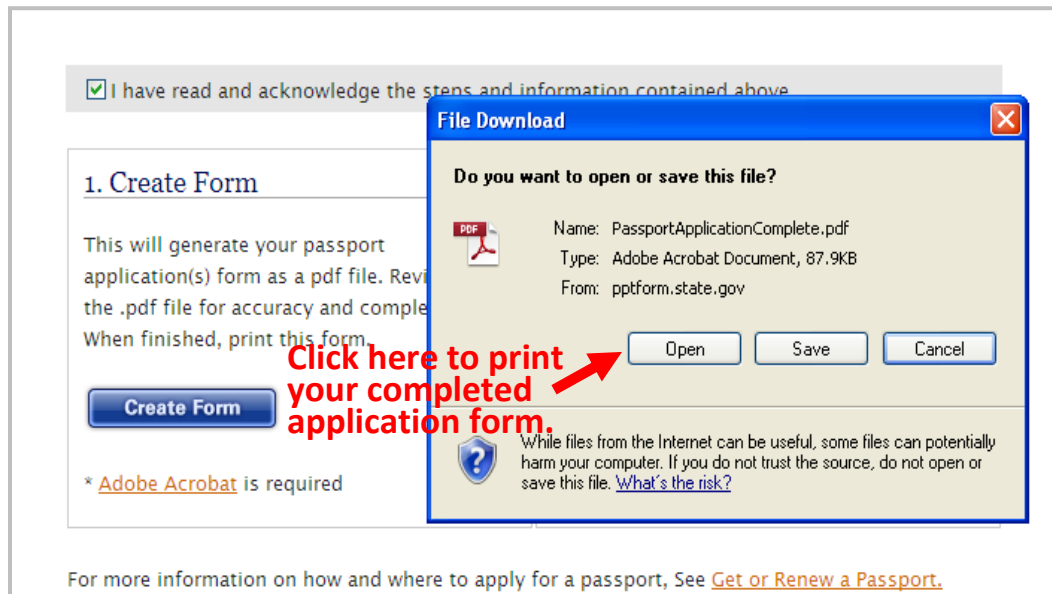 I have read and acknowledge the steps and information contained above
File Download
Do you want to open or save this file?
PDF
Name: PassportApplicationComplete.pdf
Type: Adobe Acrobat Document, 87.9KB
From: pptform.state.gov
Open Save Cancel
While files from the Internet can be useful, some files can potentially
harm your computer. If you do not trust the source, do not open or
save this file. What's the risk?
1. Create Form
This will generate your passport
application(s) form as a pdf file. Revi
the .pdf file for accuracy and comple
When finished, print this form.
Click here to print
your completed
application form.
Create Form
* Adobe Acrobat is required
For more information on how and where to apply for a passport, See Get or Renew a Passport.